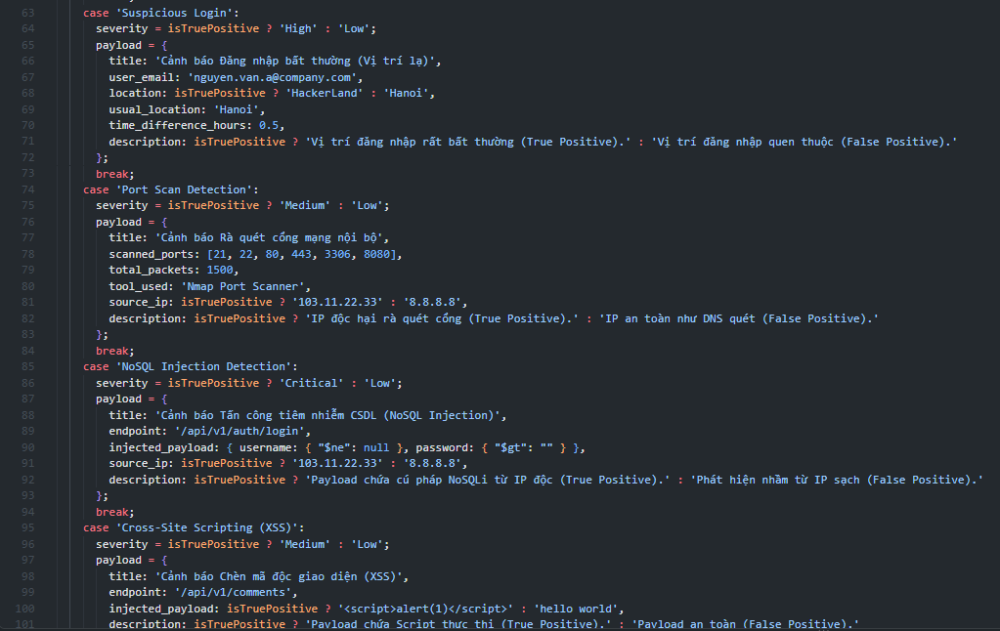 63 case 'Suspicious Login':
64 severity = isTruePositive ? 'High' : 'Low';
65 payload = {
66 title: 'Cảnh báo Đăng nhập bất thường (Vị trí lạ)',
67 user_email: 'nguyen.van.a@company.com',
68 location: isTruePositive ? 'HackerLand' : 'Hanoi',
69 usual_location: 'Hanoi',
70 time_difference_hours: 0.5,
71 description: isTruePositive ? 'Vị trí đăng nhập rất bất thường (True Positive).' : 'Vị trí đăng nhập quen thuộc (False Positive).'
72 };
73 break;
74 case 'Port Scan Detection':
75 severity = isTruePositive ? 'Medium' : 'Low';
76 payload = {
77 title: 'Cảnh báo Rà quét cổng mạng nội bộ',
78 scanned_ports: [21, 22, 80, 443, 3306, 8080],
79 total_packets: 1500,
80 tool_used: 'Nmap Port Scanner',
81 source_ip: isTruePositive ? '103.11.22.33' : '8.8.8.8',
82 description: isTruePositive ? 'IP độc hại rà quét cổng (True Positive).' : 'IP an toàn như DNS quét (False Positive).'
83 };
84 break;
85 case 'NoSQL Injection Detection':
86 severity = isTruePositive ? 'Critical' : 'Low';
87 payload = {
88 title: 'Cảnh báo Tấn công tiêm nhiễm CSDL (NoSQL Injection)',
89 endpoint: '/api/v1/auth/login',
90 injected_payload: { username: { "$ne": null }, password: { "$gt": "" } },
91 source_ip: isTruePositive ? '103.11.22.33' : '8.8.8.8',
92 description: isTruePositive ? 'Payload chứa cú pháp NoSQLi từ IP độc (True Positive).' : 'Phát hiện nhầm từ IP sạch (False Positive).'
93 };
94 break;
95 case 'Cross-Site Scripting (XSS)':
96 severity = isTruePositive ? 'Medium' : 'Low';
97 payload = {
98 title: 'Cảnh báo Chèn mã độc giao diện (XSS)',
99 endpoint: '/api/v1/comments',
100 injected_payload: isTruePositive ? '<script>alert(1)</script>' : 'hello world',
101 description: isTruePositive ? 'Payload chứa Script thực thi (True Positive).' : 'Payload an toàn (False Positive).'